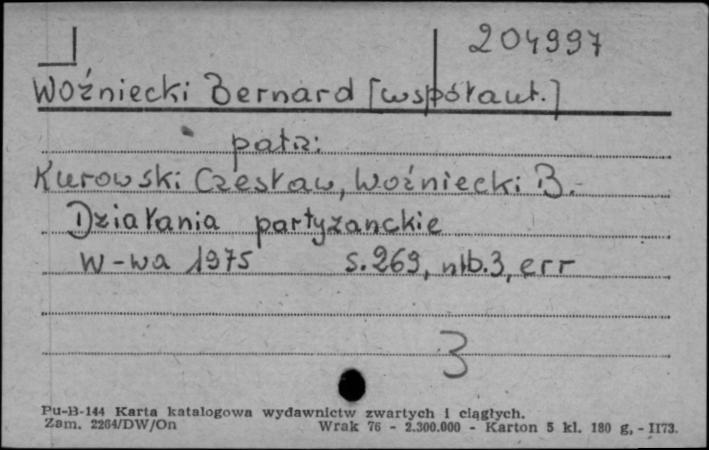 204997
Woźniecki Bernard [współaut.]
patrz:
Kurowski Czesław, Woźniecki B.-
Działania partyzanckie
W-wa 1975 s.269, nlb.3, err
3
Pu-B-144 Karta katalogowa wydawnictw zwartych i ciągłych.
Zam. 2264/DW/On Wrak 76 - 2.300.000 - Karton 5 kl. 180 g. - II73.